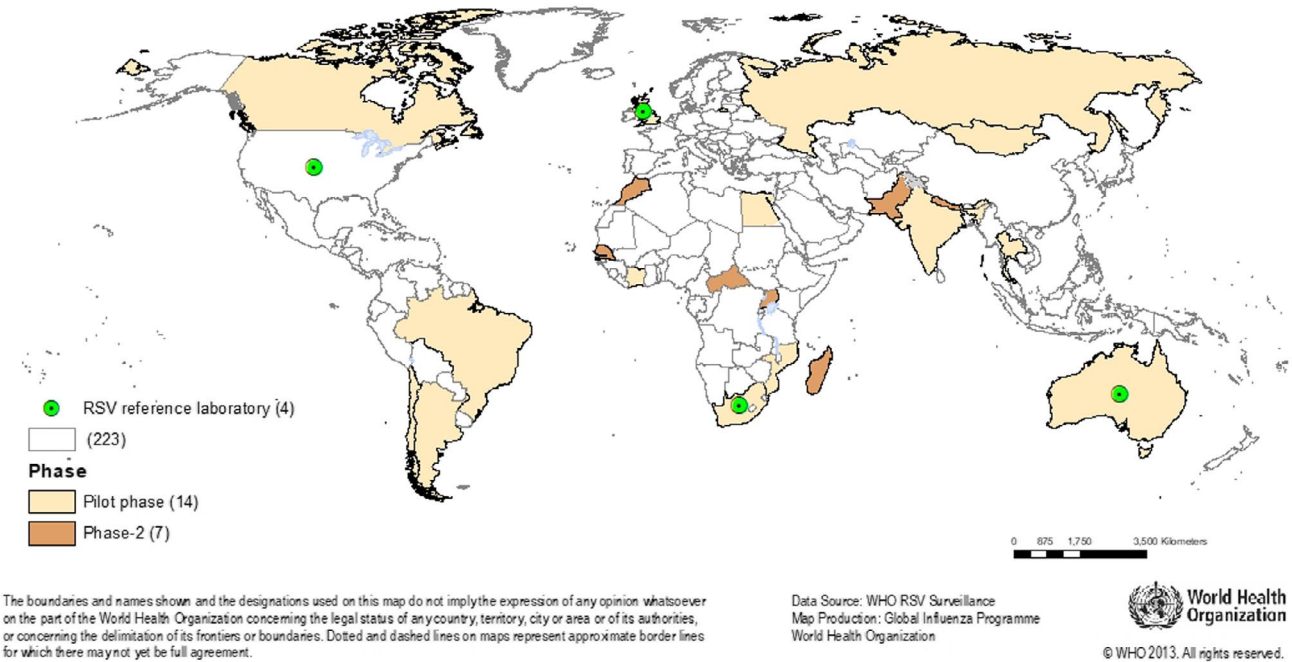 RSV reference laboratory (4)
(223)
Phase
Pilot phase (14)
Phase-2 (7)
0 875 1,750 3,500 Kilometers
The boundaries and names shown and the designations used on this map do not imply the expression of any opinion whatsoever
on the part of the World Health Organization concerning the legal status of any country, territory, city or area or of its authorities,
or concerning the delimitation of its frontiers or boundaries. Dotted and dashed lines on maps represent approximate border lines
for which there may not yet be full agreement.
Data Source: WHO RSV Surveillance
Map Production: Global Influenza Programme
World Health Organization
World Health
Organization
© WHO 2013. All rights reserved.